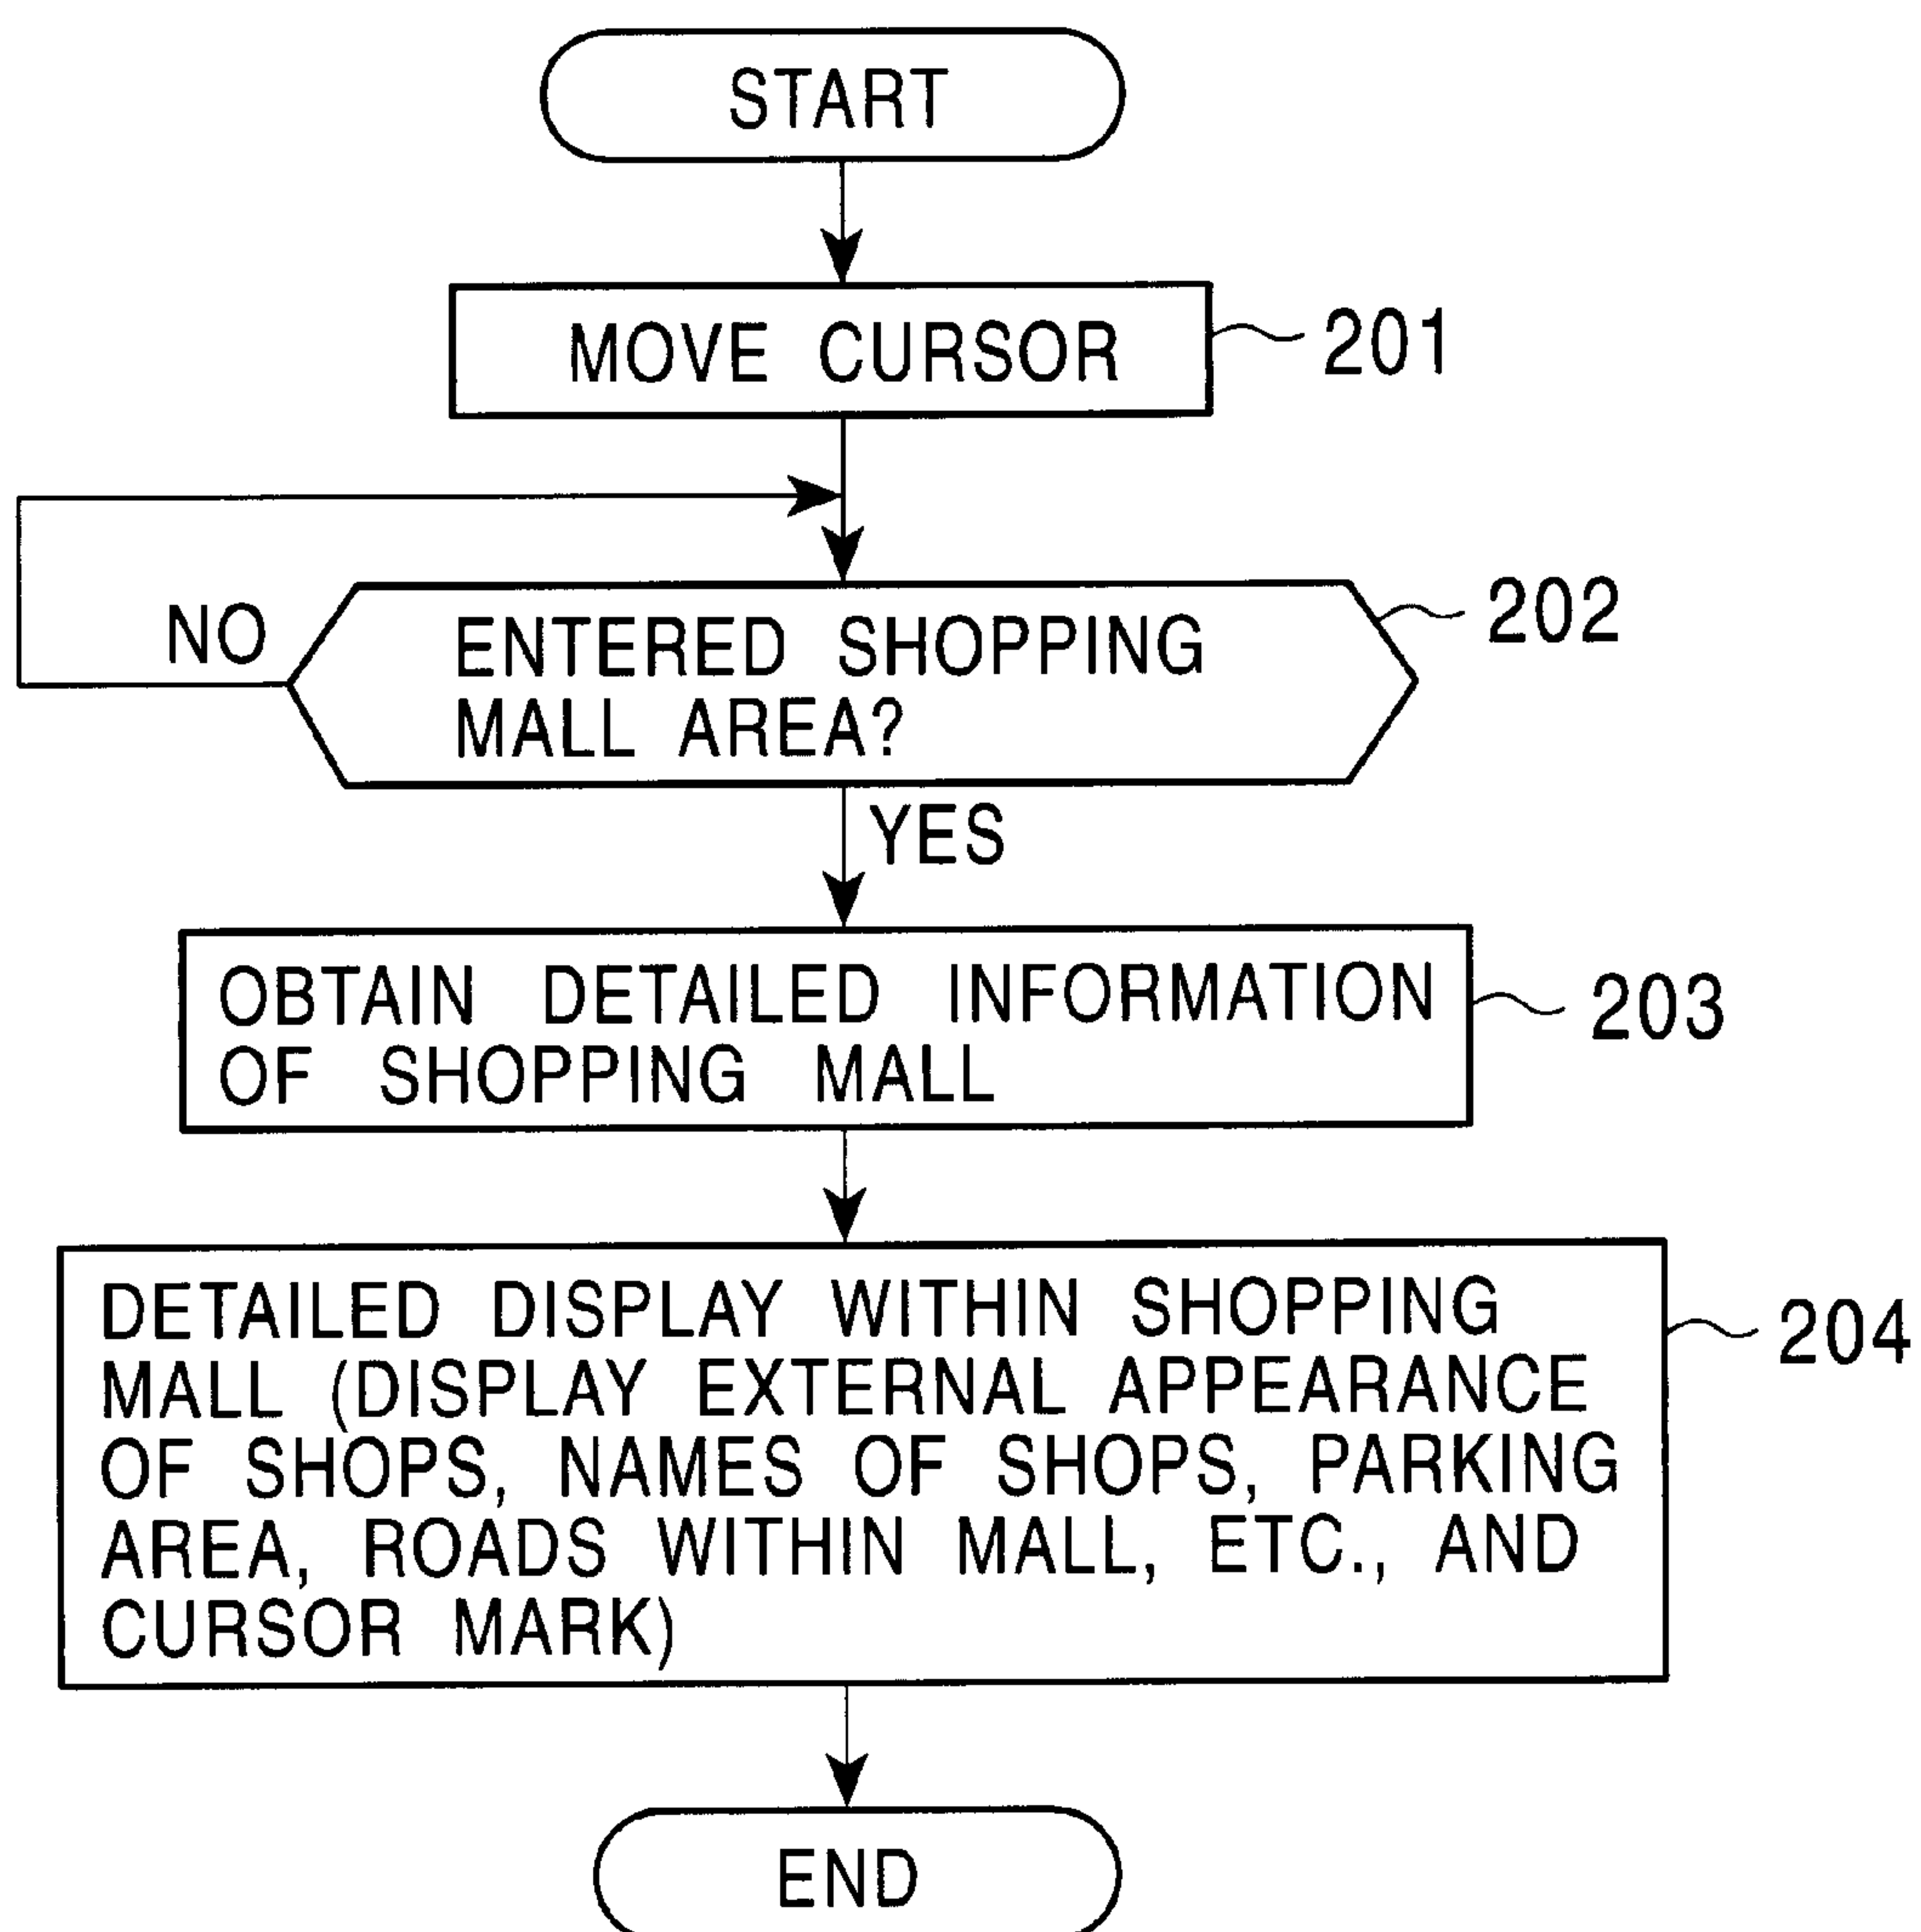 START
MOVE CURSOR
201
NO
ENTERED SHOPPING
MALL AREA?
202
YES
OBTAIN DETAILED INFORMATION
OF SHOPPING MALL
203
DETAILED DISPLAY WITHIN SHOPPING
MALL (DISPLAY EXTERNAL APPEARANCE
OF SHOPS, NAMES OF SHOPS, PARKING
AREA, ROADS WITHIN MALL, ETC., AND
CURSOR MARK)
204
END